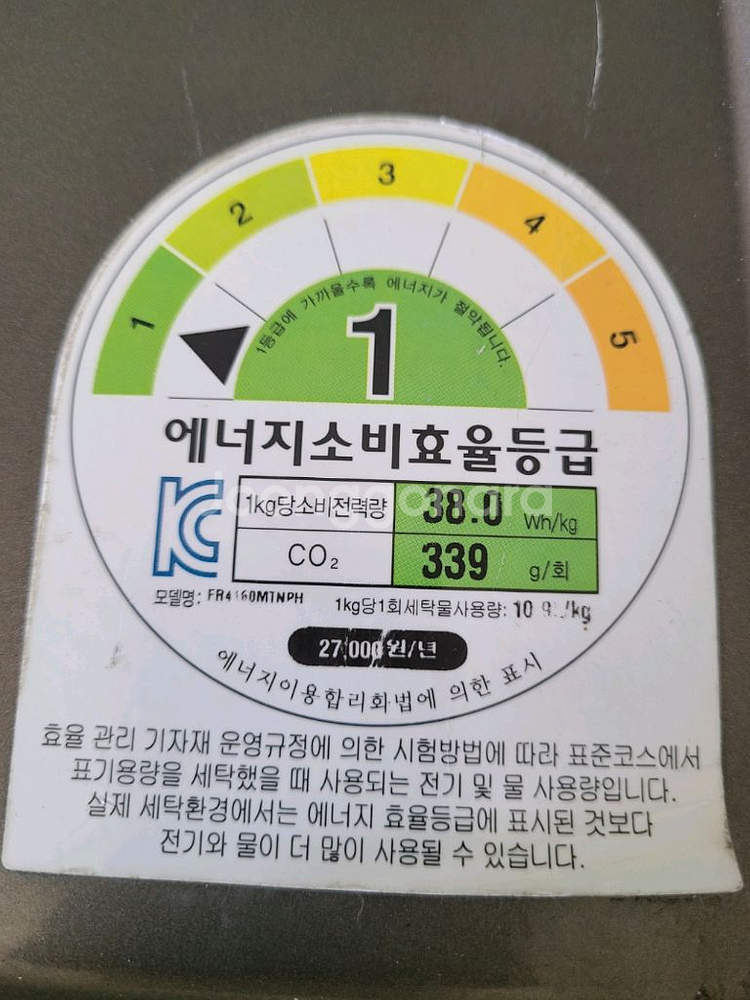 1 2 3 4 5
1등급에 가까울수록 에너지가 절약됩니다.
1
에너지소비효율등급
KC
1kg당소비전력량 38.0 Wh/kg
CO₂ 339 g/회
모델명: FR4160MTNPH
1kg당1회세탁물사용량: 10
27,000원/년
에너지이용합리화법에 의한 표시
효율 관리 기자재 운영규정에 의한 시험방법에 따라 표준코스에서
표기용량을 세탁했을 때 사용되는 전기 및 물 사용량입니다.
실제 세탁환경에서는 에너지 효율등급에 표시된 것보다
전기와 물이 더 많이 사용될 수 있습니다.
joonggonara